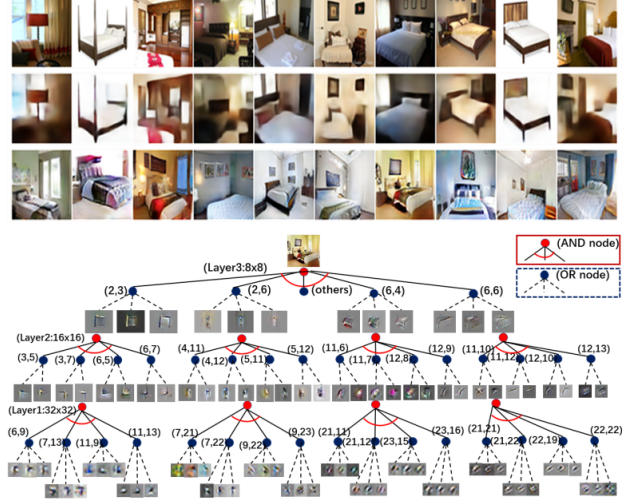 (AND node)
(Layer3:8x8)
(OR node)
(2,3) (2,6) (others) (6,4) (6,6)
(Layer2:16x16)
(3,5) (3,7) (6,5) (6,7) (4,11) (4,12) (5,11) (5,12) (11,6) (11,7) (12,8) (12,9) (11,10) (11,12) (12,10) (12,13)
(Layer1:32x32)
(6,9) (7,13) (11,9) (11,13) (7,21) (7,22) (9,22) (9,23) (21,11) (21,12) (23,15) (23,16) (21,21) (21,22) (22,19) (22,22)